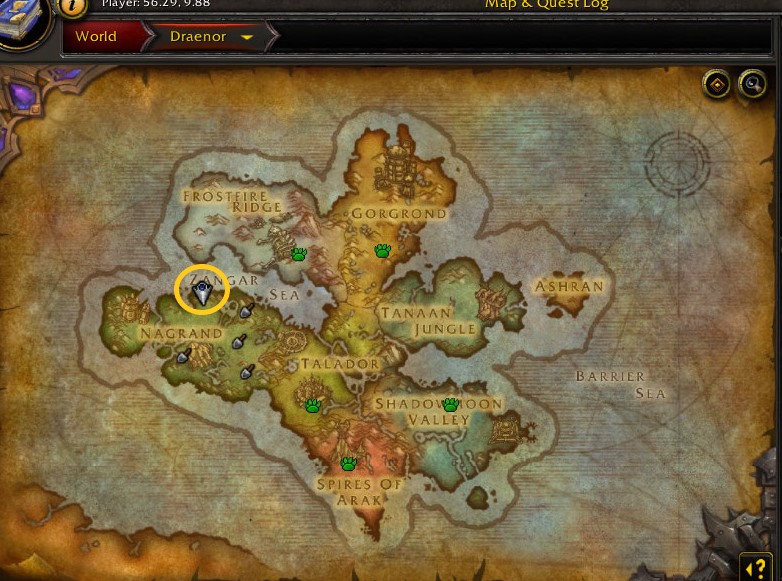 Player: 56.29, 9.88
Map & Quest Log
World
Draenor
FROSTFIRE
RIDGE
GORGROND
ZANGAR
SEA
ASHRAN
NAGRAND
TANAAN
JUNGLE
TALADOR
BARRIER
SEA
SHADOWMOON
VALLEY
SPIRES OF
ARAK
?